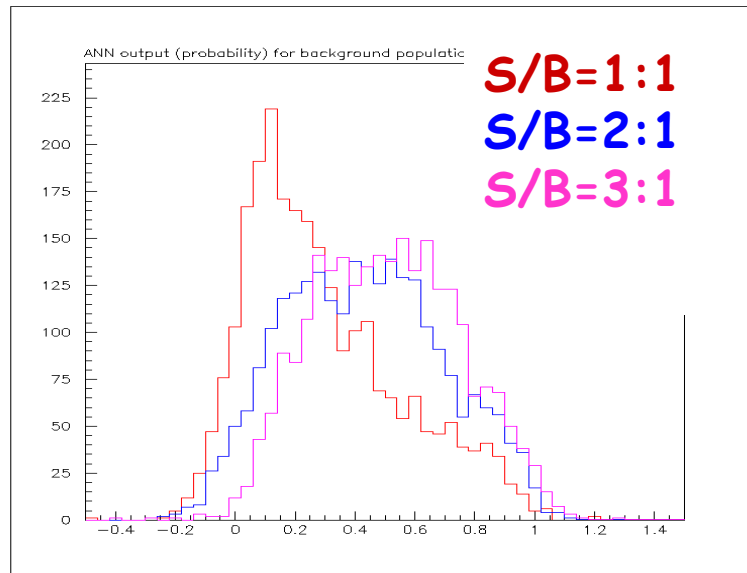 ANN output (probability) for background populatio
S/B=1:1
S/B=2:1
S/B=3:1
225
200
175
150
125
100
75
50
25
0
-0.4 -0.2 0 0.2 0.4 0.6 0.8 1 1.2 1.4